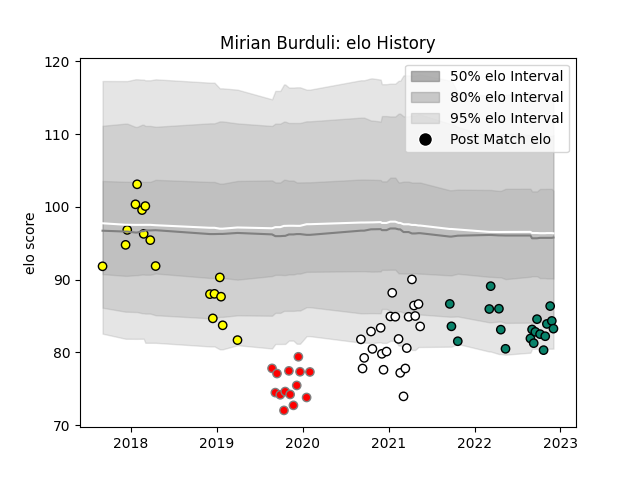 Mirian Burduli: elo History
120
110
100
90
80
70
elo score
50% elo Interval
80% elo Interval
95% elo Interval
Post Match elo
2018
2019
2020
2021
2022
2023